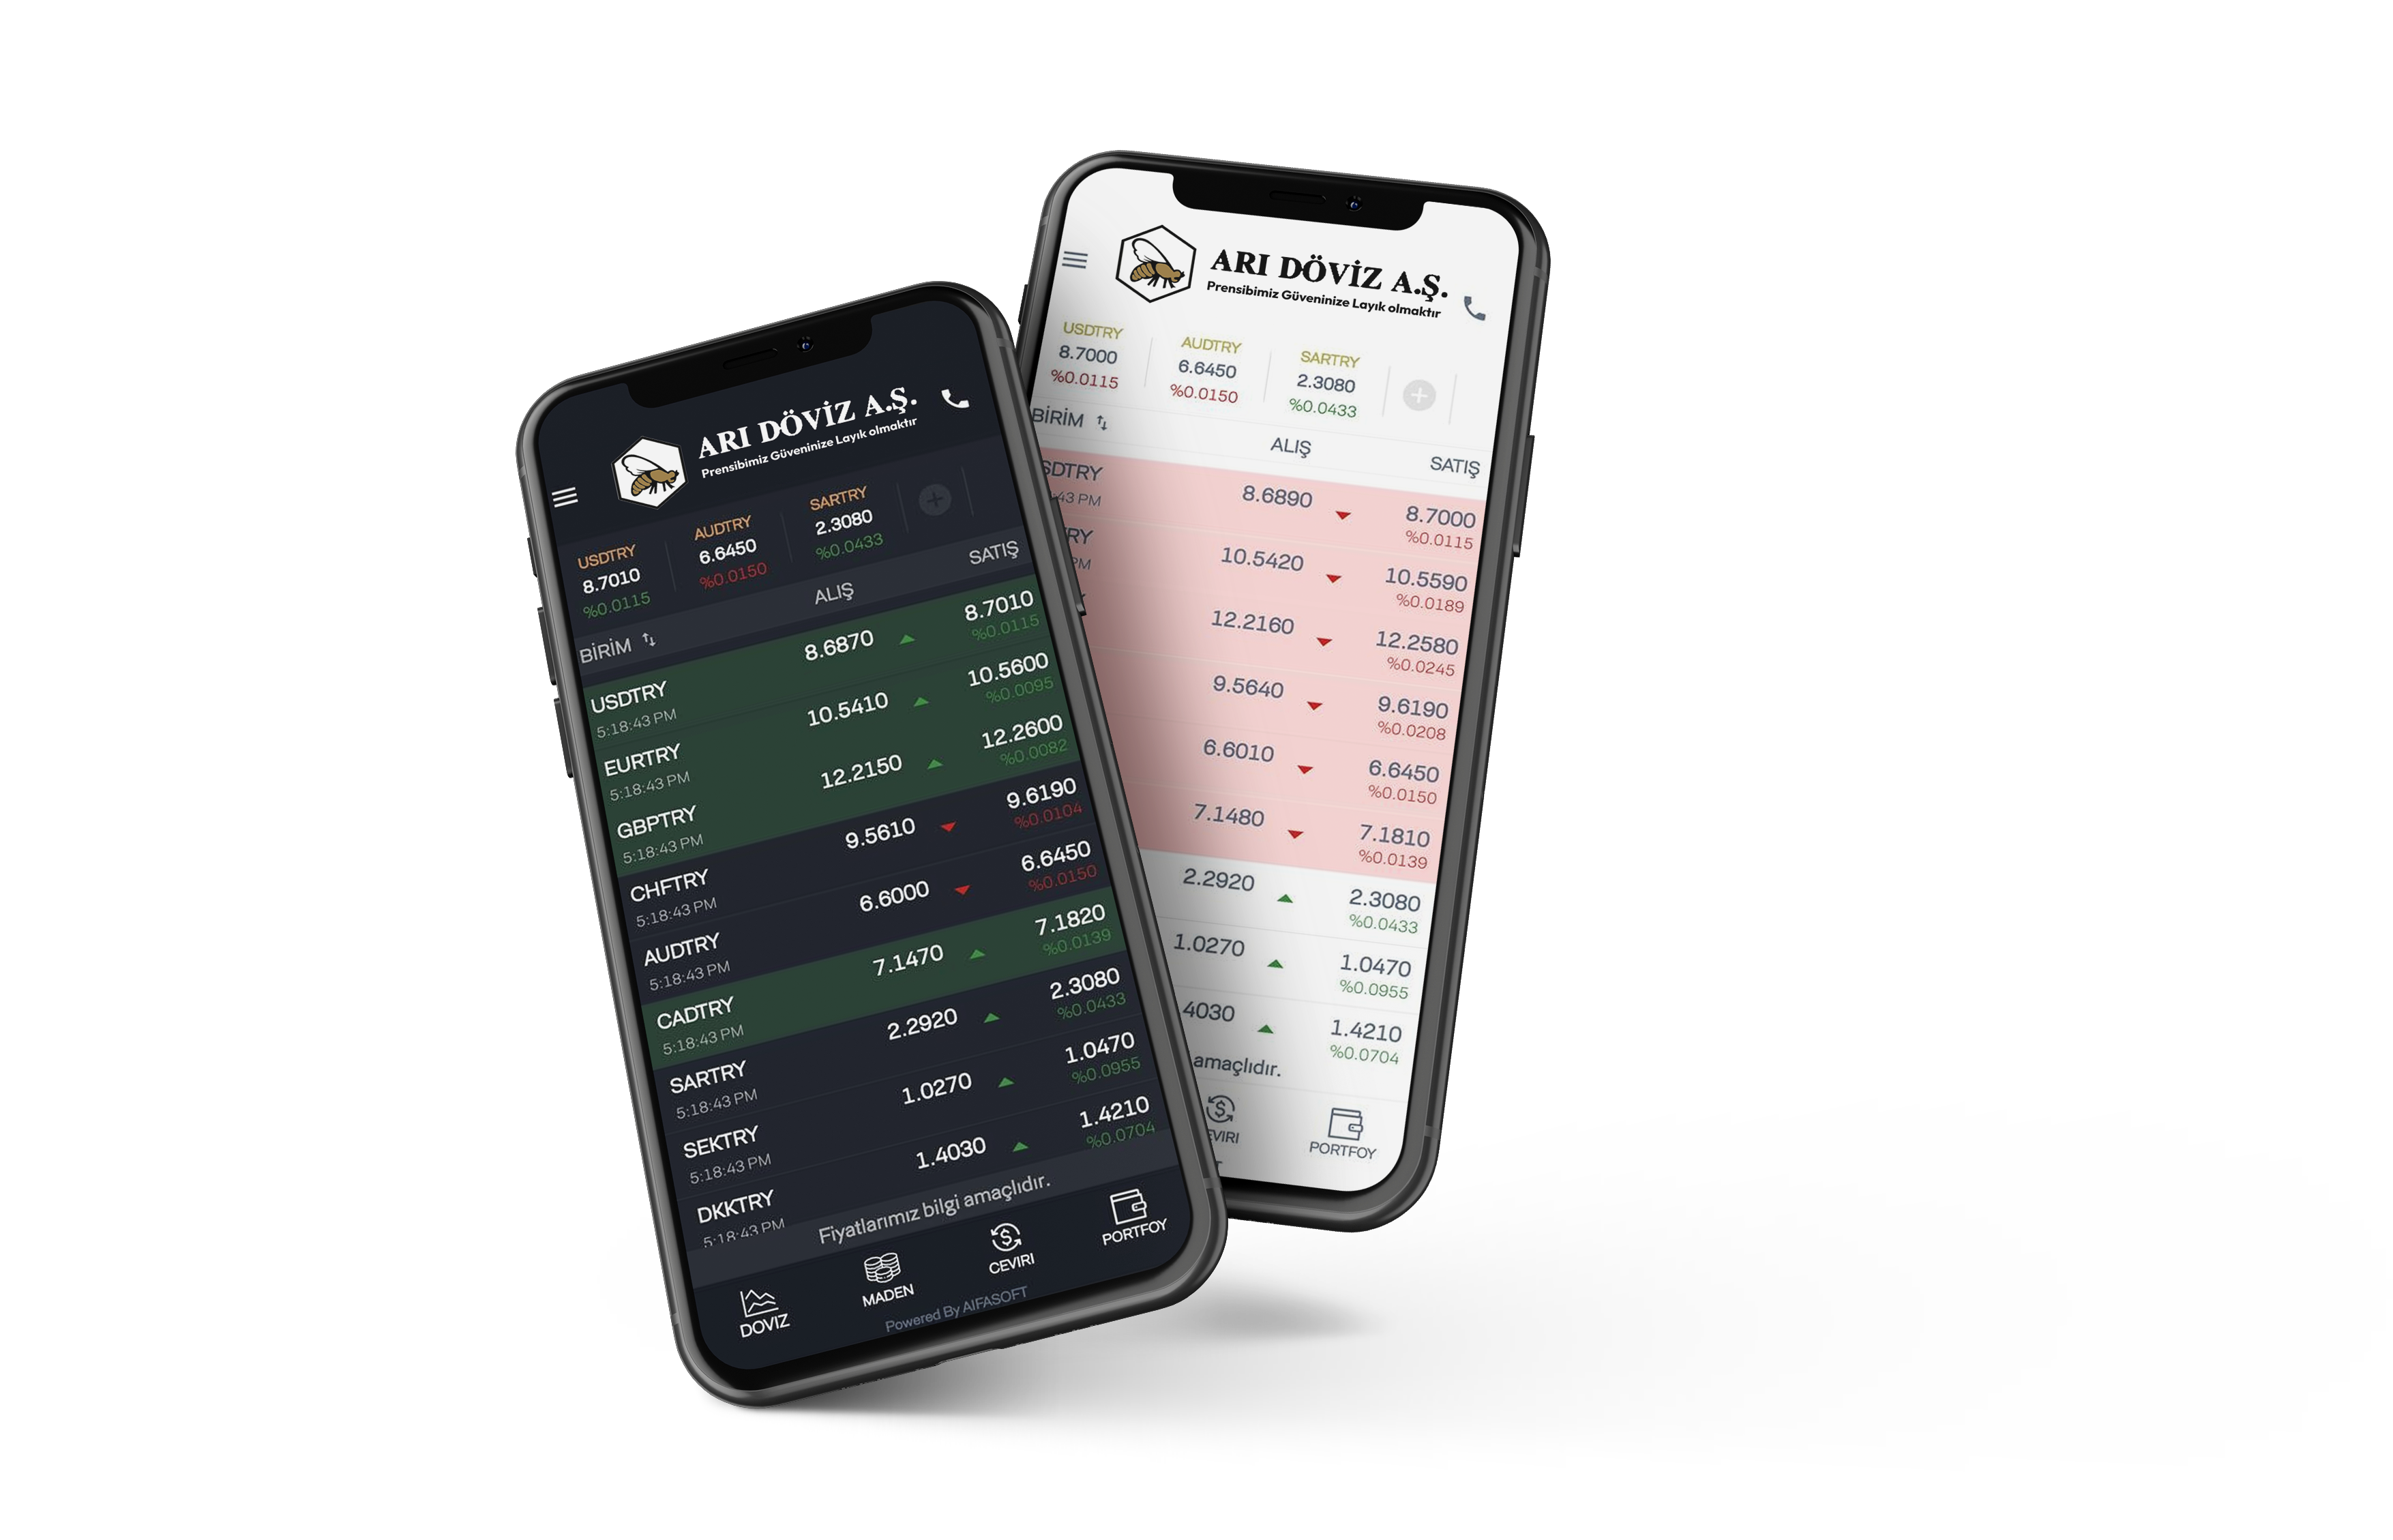 ARI DÖVİZ A.Ş.
Prensibimiz Güveninize Layık olmaktır
USDTRY AUDTRY SARTRY
8.7010 6.6450 2.3080
%0.0115 %0.0150 %0.0433
BİRİM ALIŞ SATIŞ
USDTRY 8.6870 8.7010
5:18:43 PM %0.0115
EURTRY 10.5410 10.5600
5:18:43 PM %0.0095
GBPTRY 12.2150 12.2600
5:18:43 PM %0.0082
CHFTRY 9.5610 9.6190
5:18:43 PM %0.0104
AUDTRY 6.6000 6.6450
5:18:43 PM %0.0150
CADTRY 7.1470 7.1820
5:18:43 PM %0.0139
SARTRY 2.2920 2.3080
5:18:43 PM %0.0433
SEKTRY 1.0270 1.0470
5:18:43 PM %0.0955
DKKTRY 1.4030 1.4210
5:18:43 PM %0.0704
Fiyatlarımız bilgi amaçlıdır.
DOVIZ MADEN CEVIRI PORTFOY
Powered By AIFASOFT
ARI DÖVİZ A.Ş.
Prensibimiz Güveninize Layık olmaktır
USDTRY AUDTRY SARTRY
8.7000 6.6450 2.3080
%0.0115 %0.0150 %0.0433
BİRİM ALIŞ SATIŞ
SDTRY 8.6890 8.7000
43 PM %0.0115
RY 10.5420 10.5590
PM %0.0189
12.2160 12.2580
%0.0245
9.5640 9.6190
%0.0208
6.6010 6.6450
%0.0150
7.1480 7.1810
%0.0139
2.2920 2.3080
%0.0433
1.0270 1.0470
%0.0955
4030 1.4210
%0.0704
amaçlıdır.
EVIRI PORTFOY
T